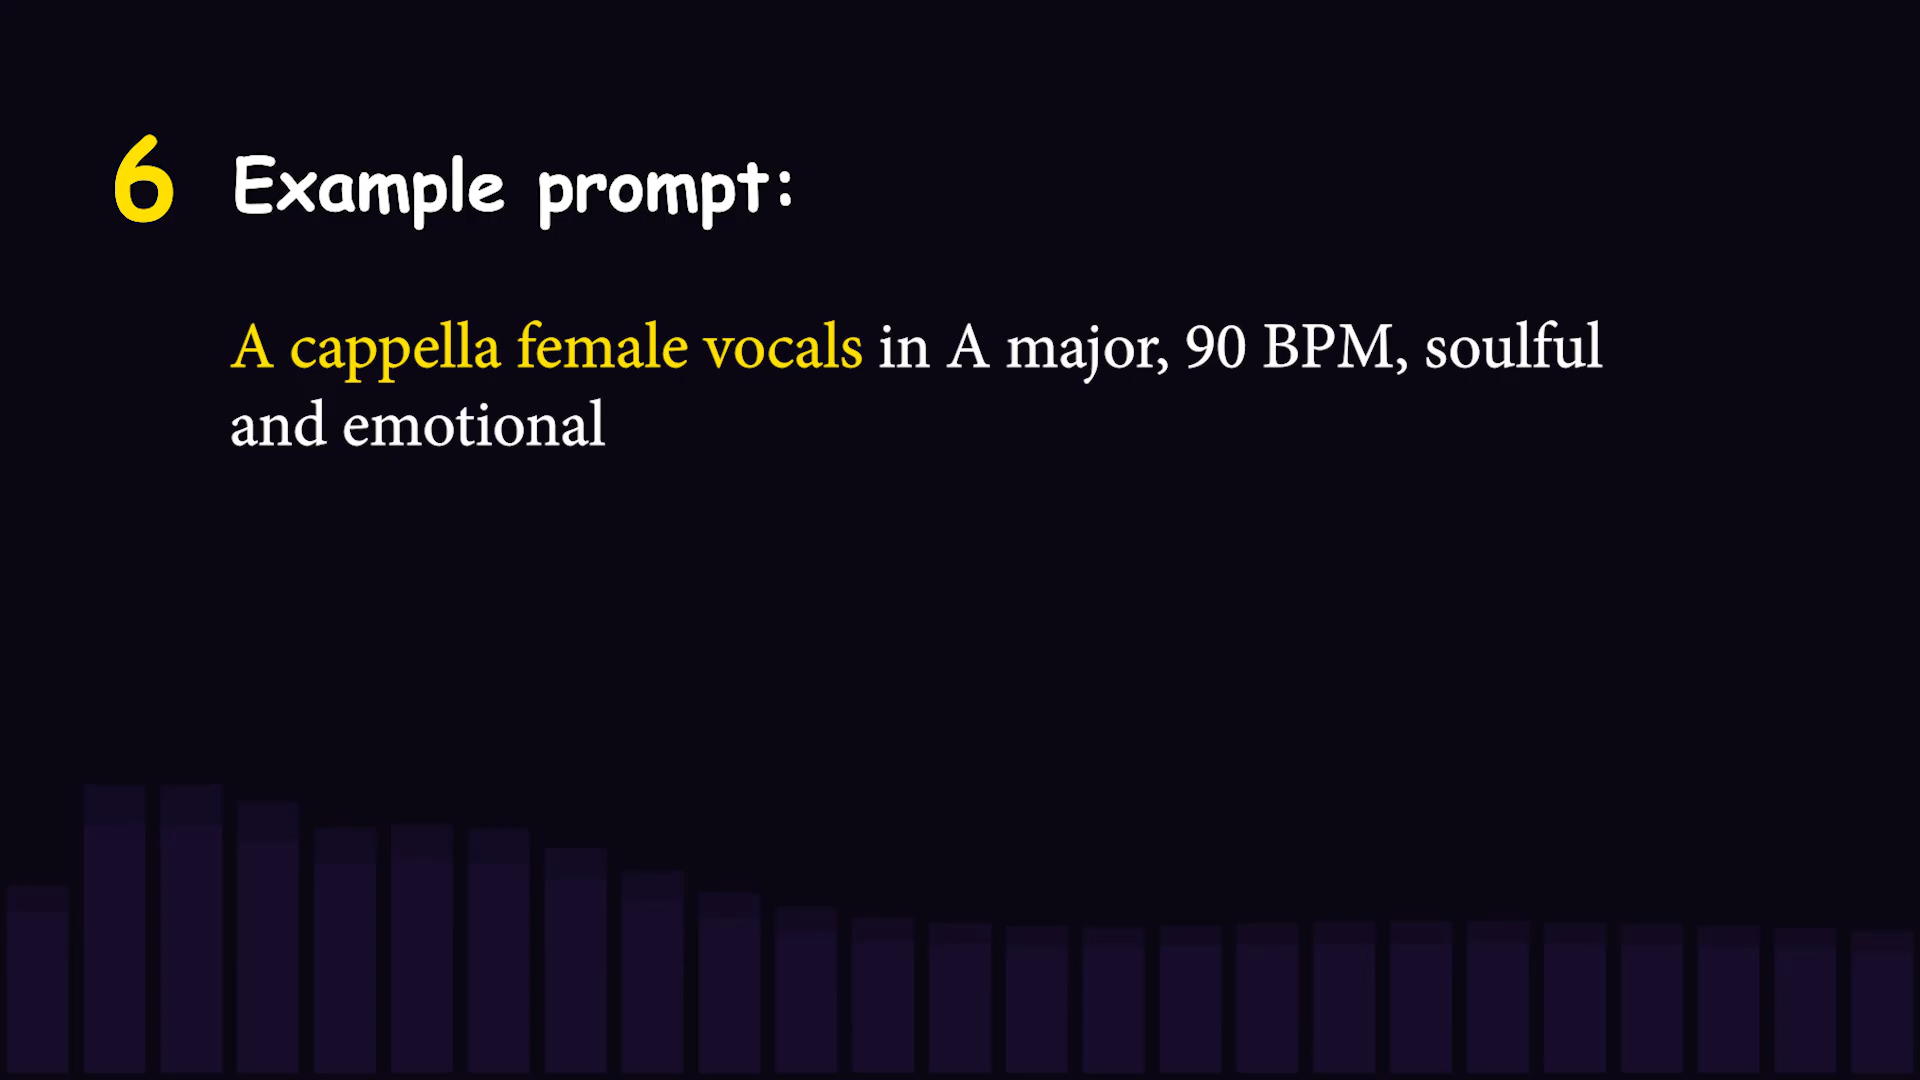 6 Example prompt:
A cappella female vocals in A major, 90 BPM, soulful
and emotional